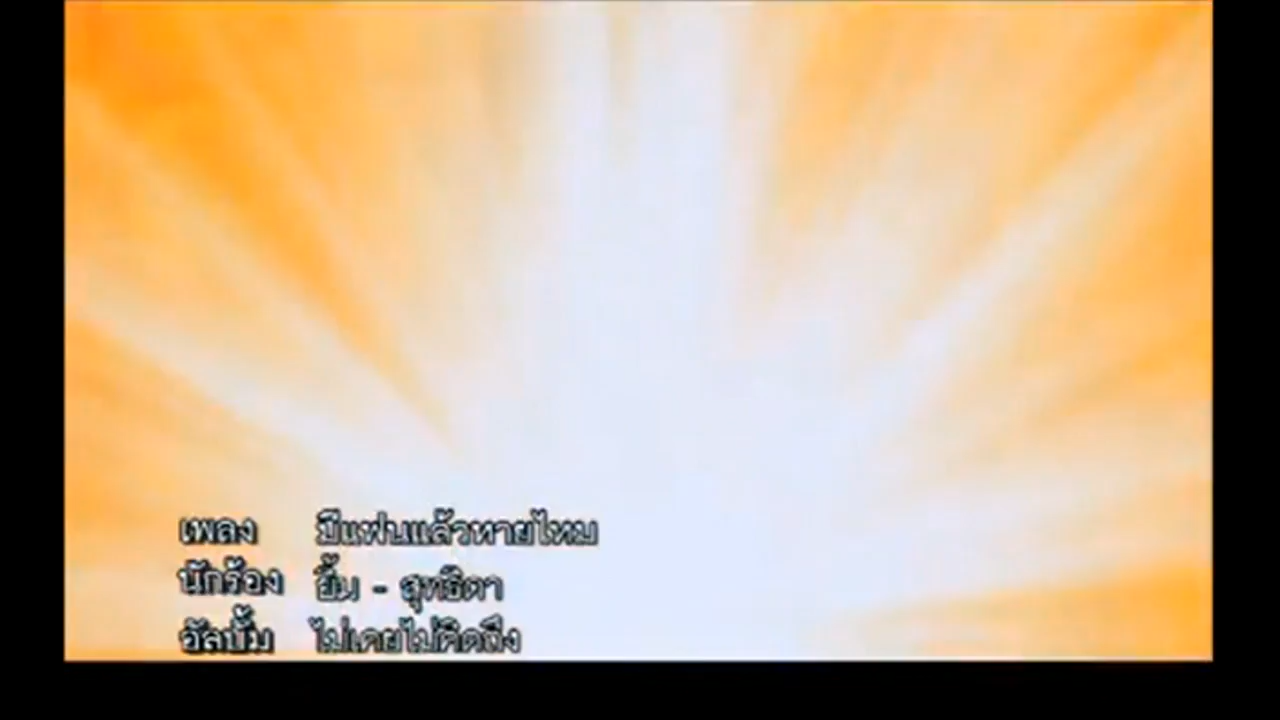 เพลง มีแฟนแล้วหายไหม
นักร้อง ยิ้ม - สุทธิตา
อัลบั้ม ไม่เคยไม่คิดถึง